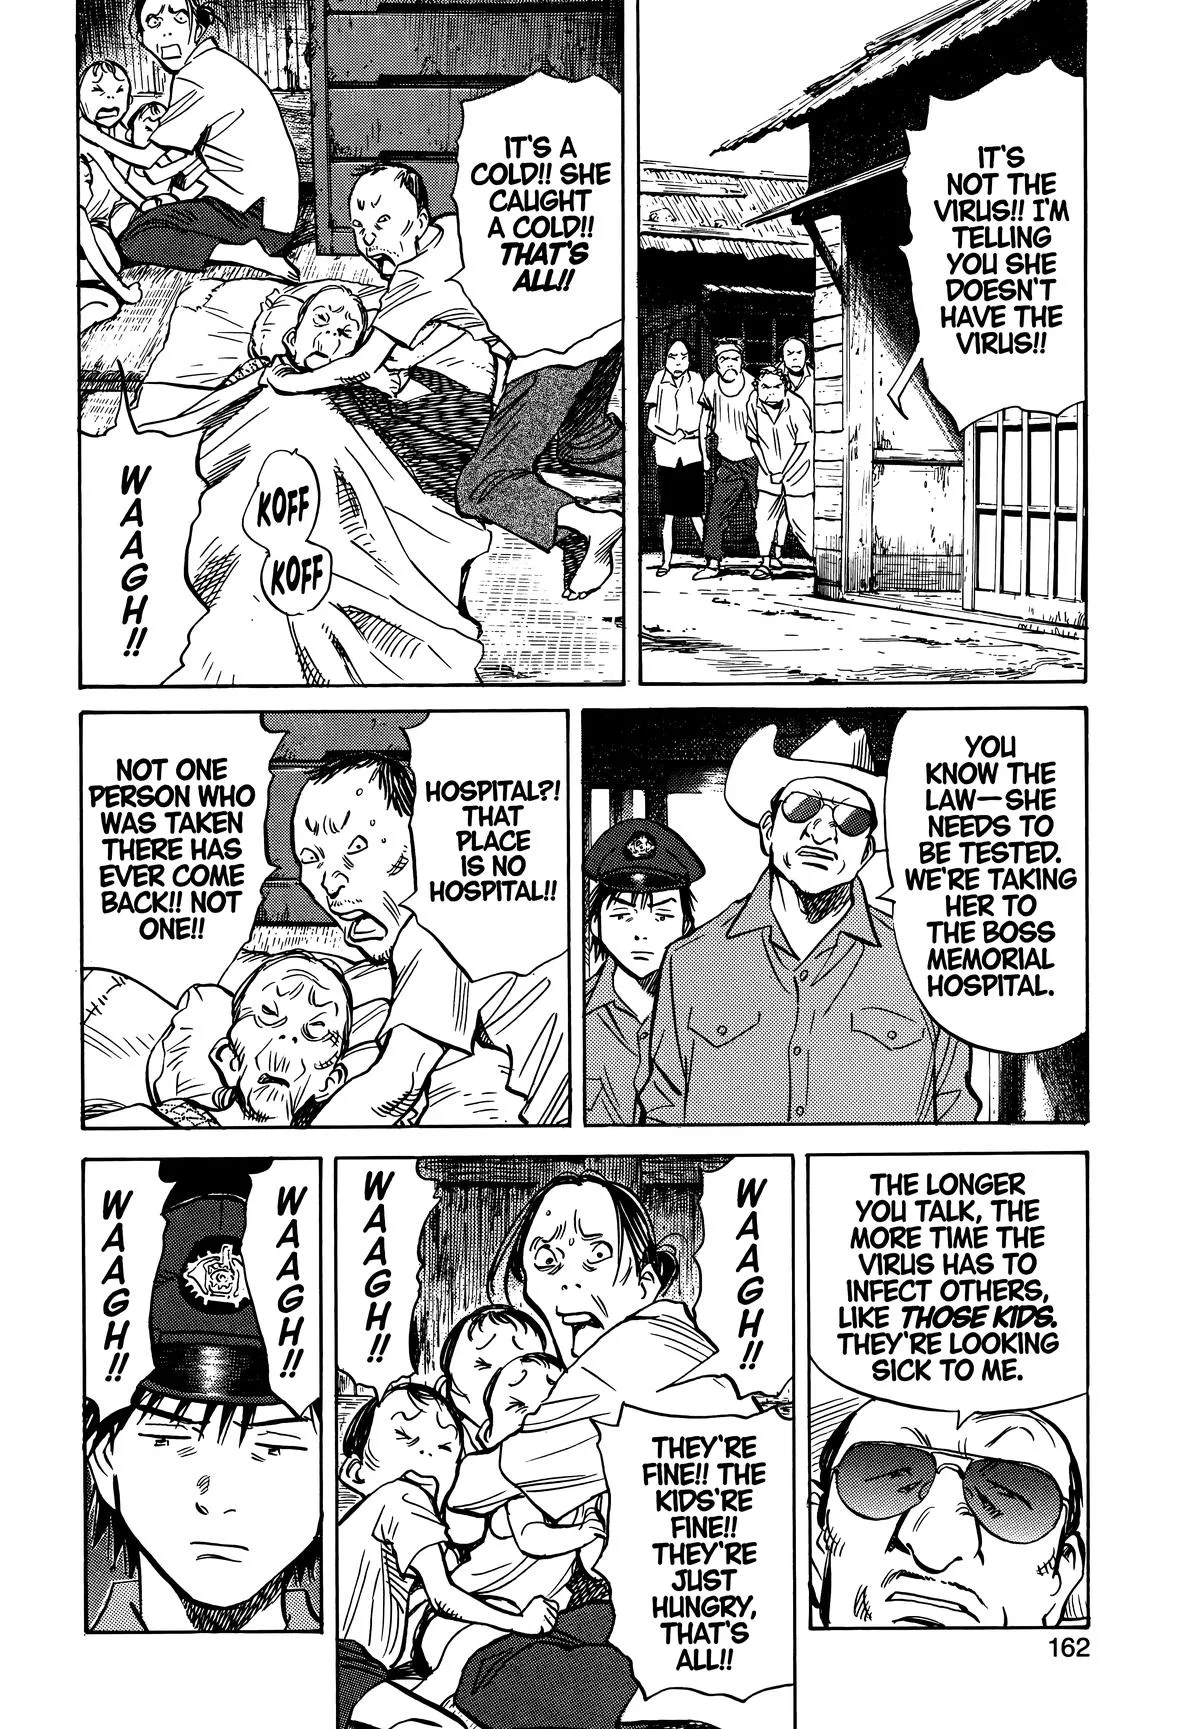 IT'S
NOT THE
VIRUS!! I'M
TELLING
YOU SHE
DOESN'T
HAVE THE
VIRUS!!
IT'S A
COLD!! SHE
CAUGHT
A COLD!!
THAT'S
ALL!!
KOFF
KOFF
WAAGH!!
YOU
KNOW THE
LAW—SHE
NEEDS TO
BE TESTED.
WE'RE TAKING
HER TO
THE BOSS
MEMORIAL
HOSPITAL.
HOSPITAL?!
THAT
PLACE
IS NO
HOSPITAL!!
NOT ONE
PERSON WHO
WAS TAKEN
THERE HAS
EVER COME
BACK!! NOT
ONE!!
THE LONGER
YOU TALK, THE
MORE TIME THE
VIRUS HAS TO
INFECT OTHERS,
LIKE THOSE KIDS.
THEY'RE LOOKING
SICK TO ME.
WAAGH!!
WAAGH!!
THEY'RE
FINE!! THE
KIDS'RE
FINE!!
THEY'RE
JUST
HUNGRY,
THAT'S
ALL!!
WAAGH!!
WAAGH!!
162